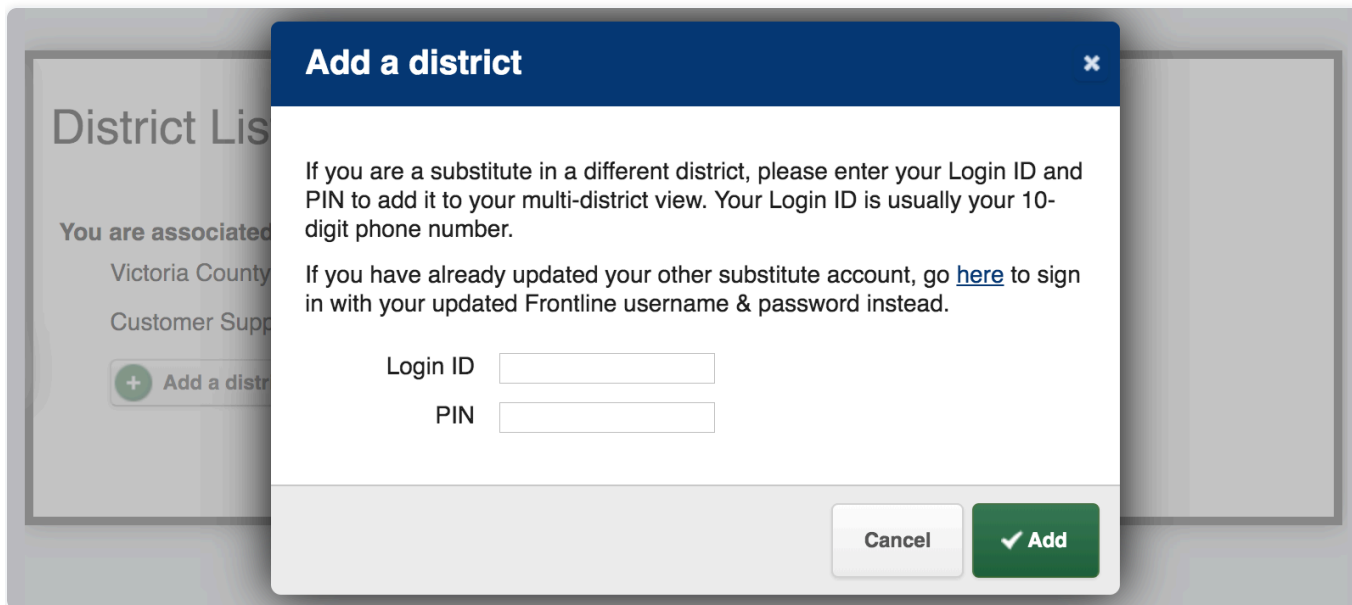 Add a district
District Lis
If you are a substitute in a different district, please enter your Login ID and
PIN to add it to your multi-district view. Your Login ID is usually your 10-
digit phone number.
You are associated
Victoria County
If you have already updated your other substitute account, go here to sign
in with your updated Frontline username & password instead.
Customer Supp
Login ID
Add a distr
PIN
Cancel
Add